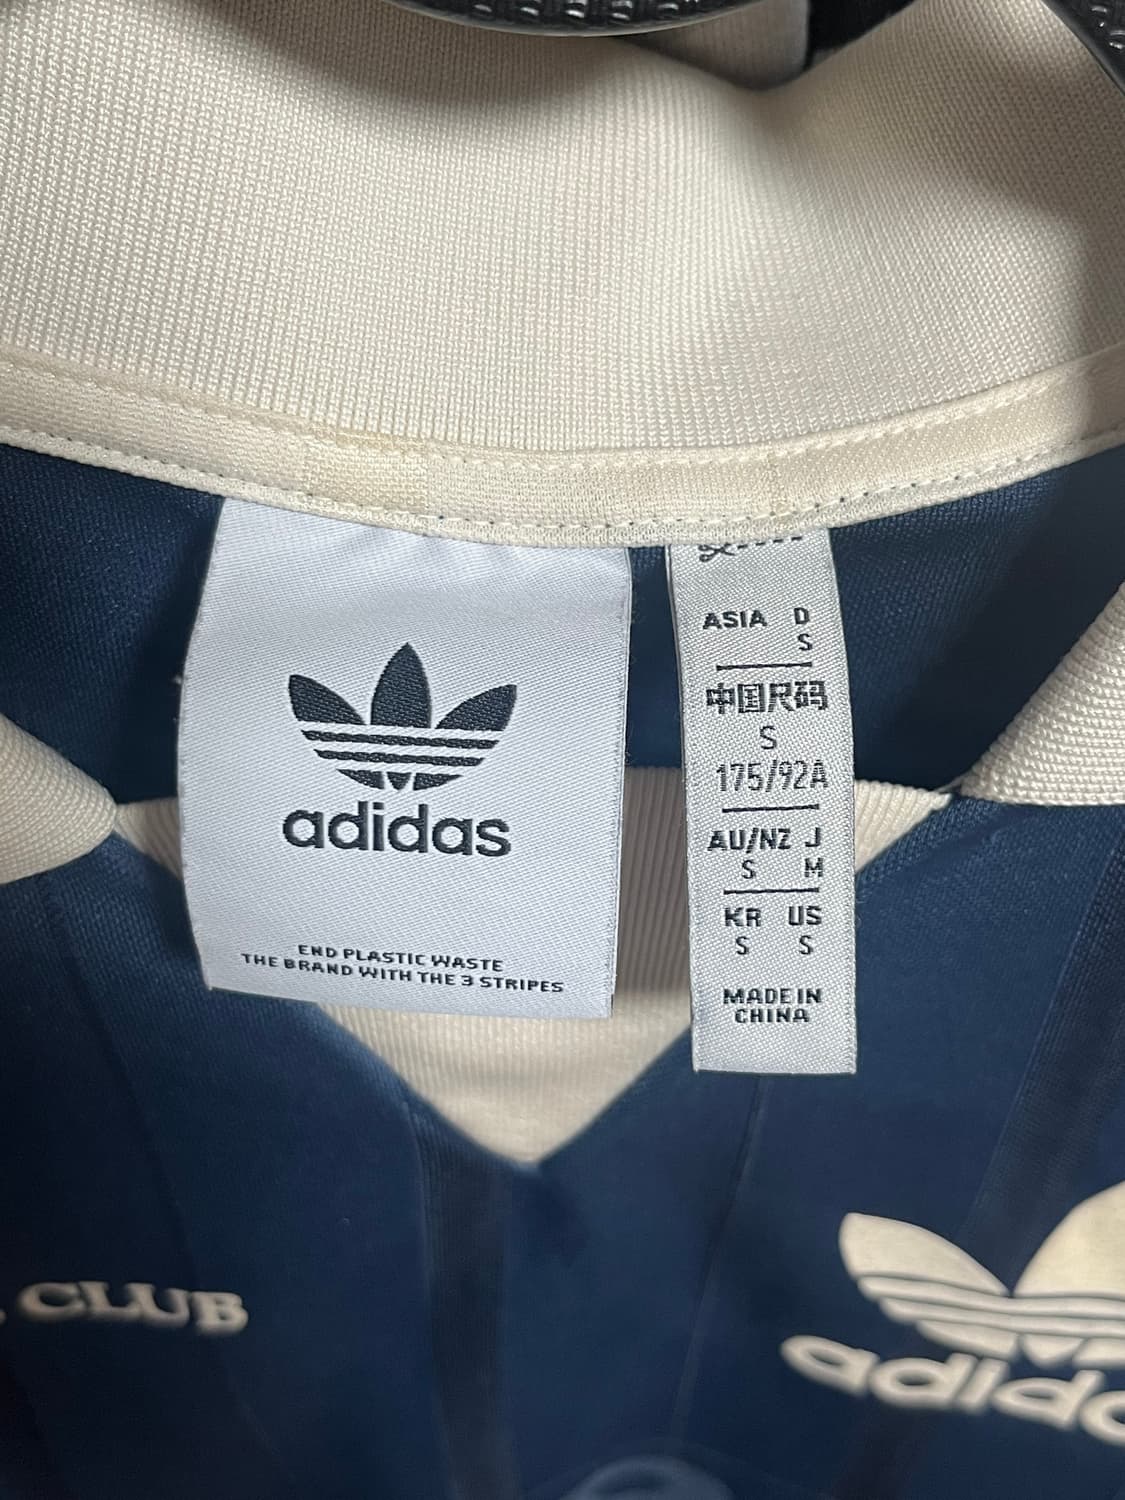 adidas
END PLASTIC WASTE
THE BRAND WITH THE 3 STRIPES
ASIA D
S
中国尺码
S
175/92A
AU/NZ J
S M
KR US
S S
MADE IN
CHINA
CLUB
adida